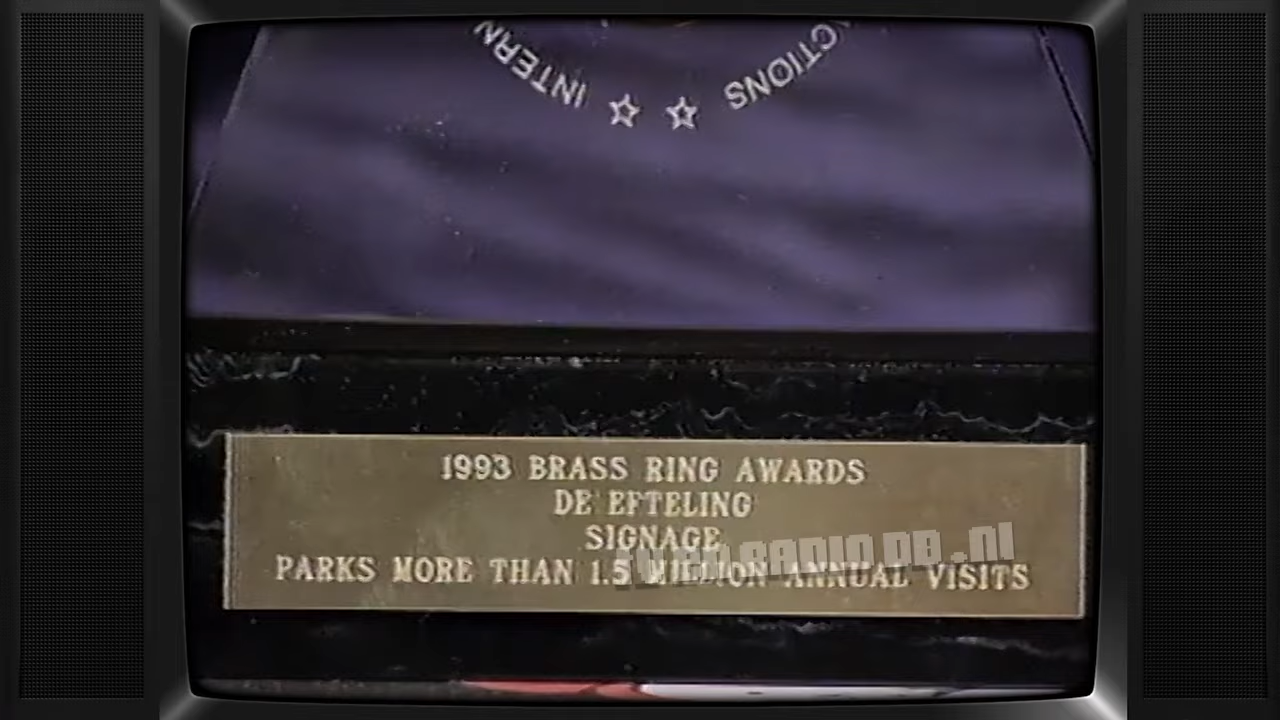 INTERN ☆ ☆ CTIONS
1993 BRASS RING AWARDS
DE EFTELING
SIGNAGE
PARKS MORE THAN 1.5 MILLION ANNUAL VISITS